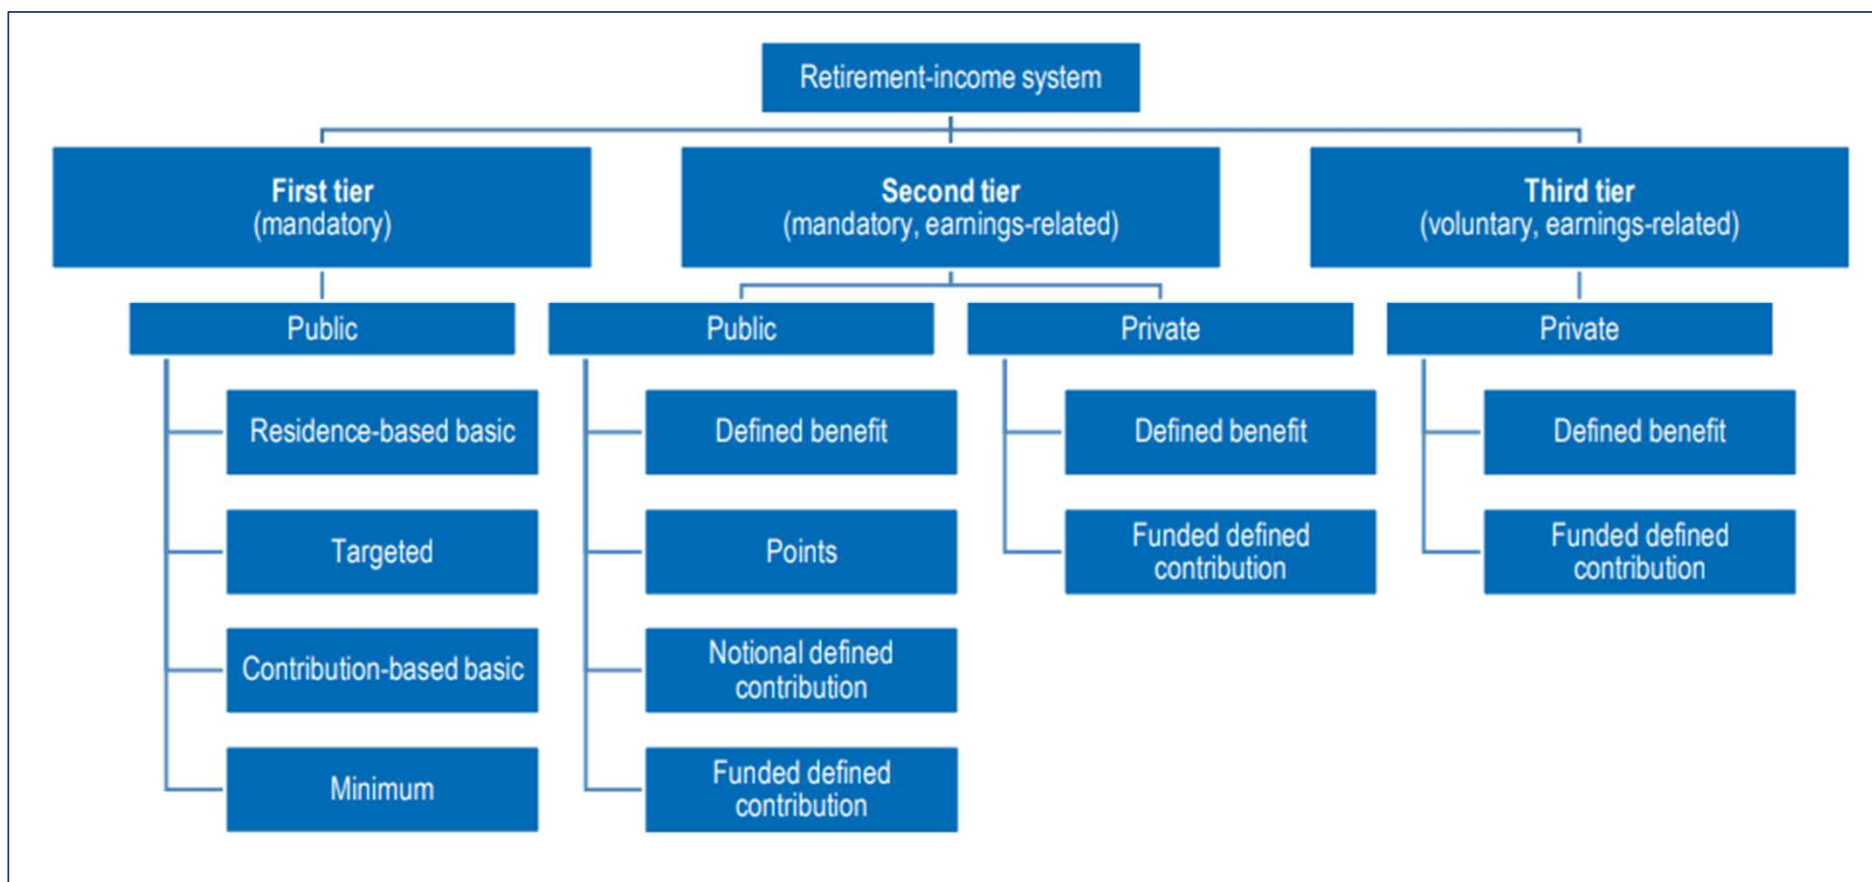 Retirement-income system
First tier
(mandatory)
Second tier
(mandatory, earnings-related)
Third tier
(voluntary, earnings-related)
Public
Public
Private
Private
Residence-based basic
Targeted
Contribution-based basic
Minimum
Defined benefit
Points
Notional defined
contribution
Funded defined
contribution
Defined benefit
Funded defined
contribution
Defined benefit
Funded defined
contribution